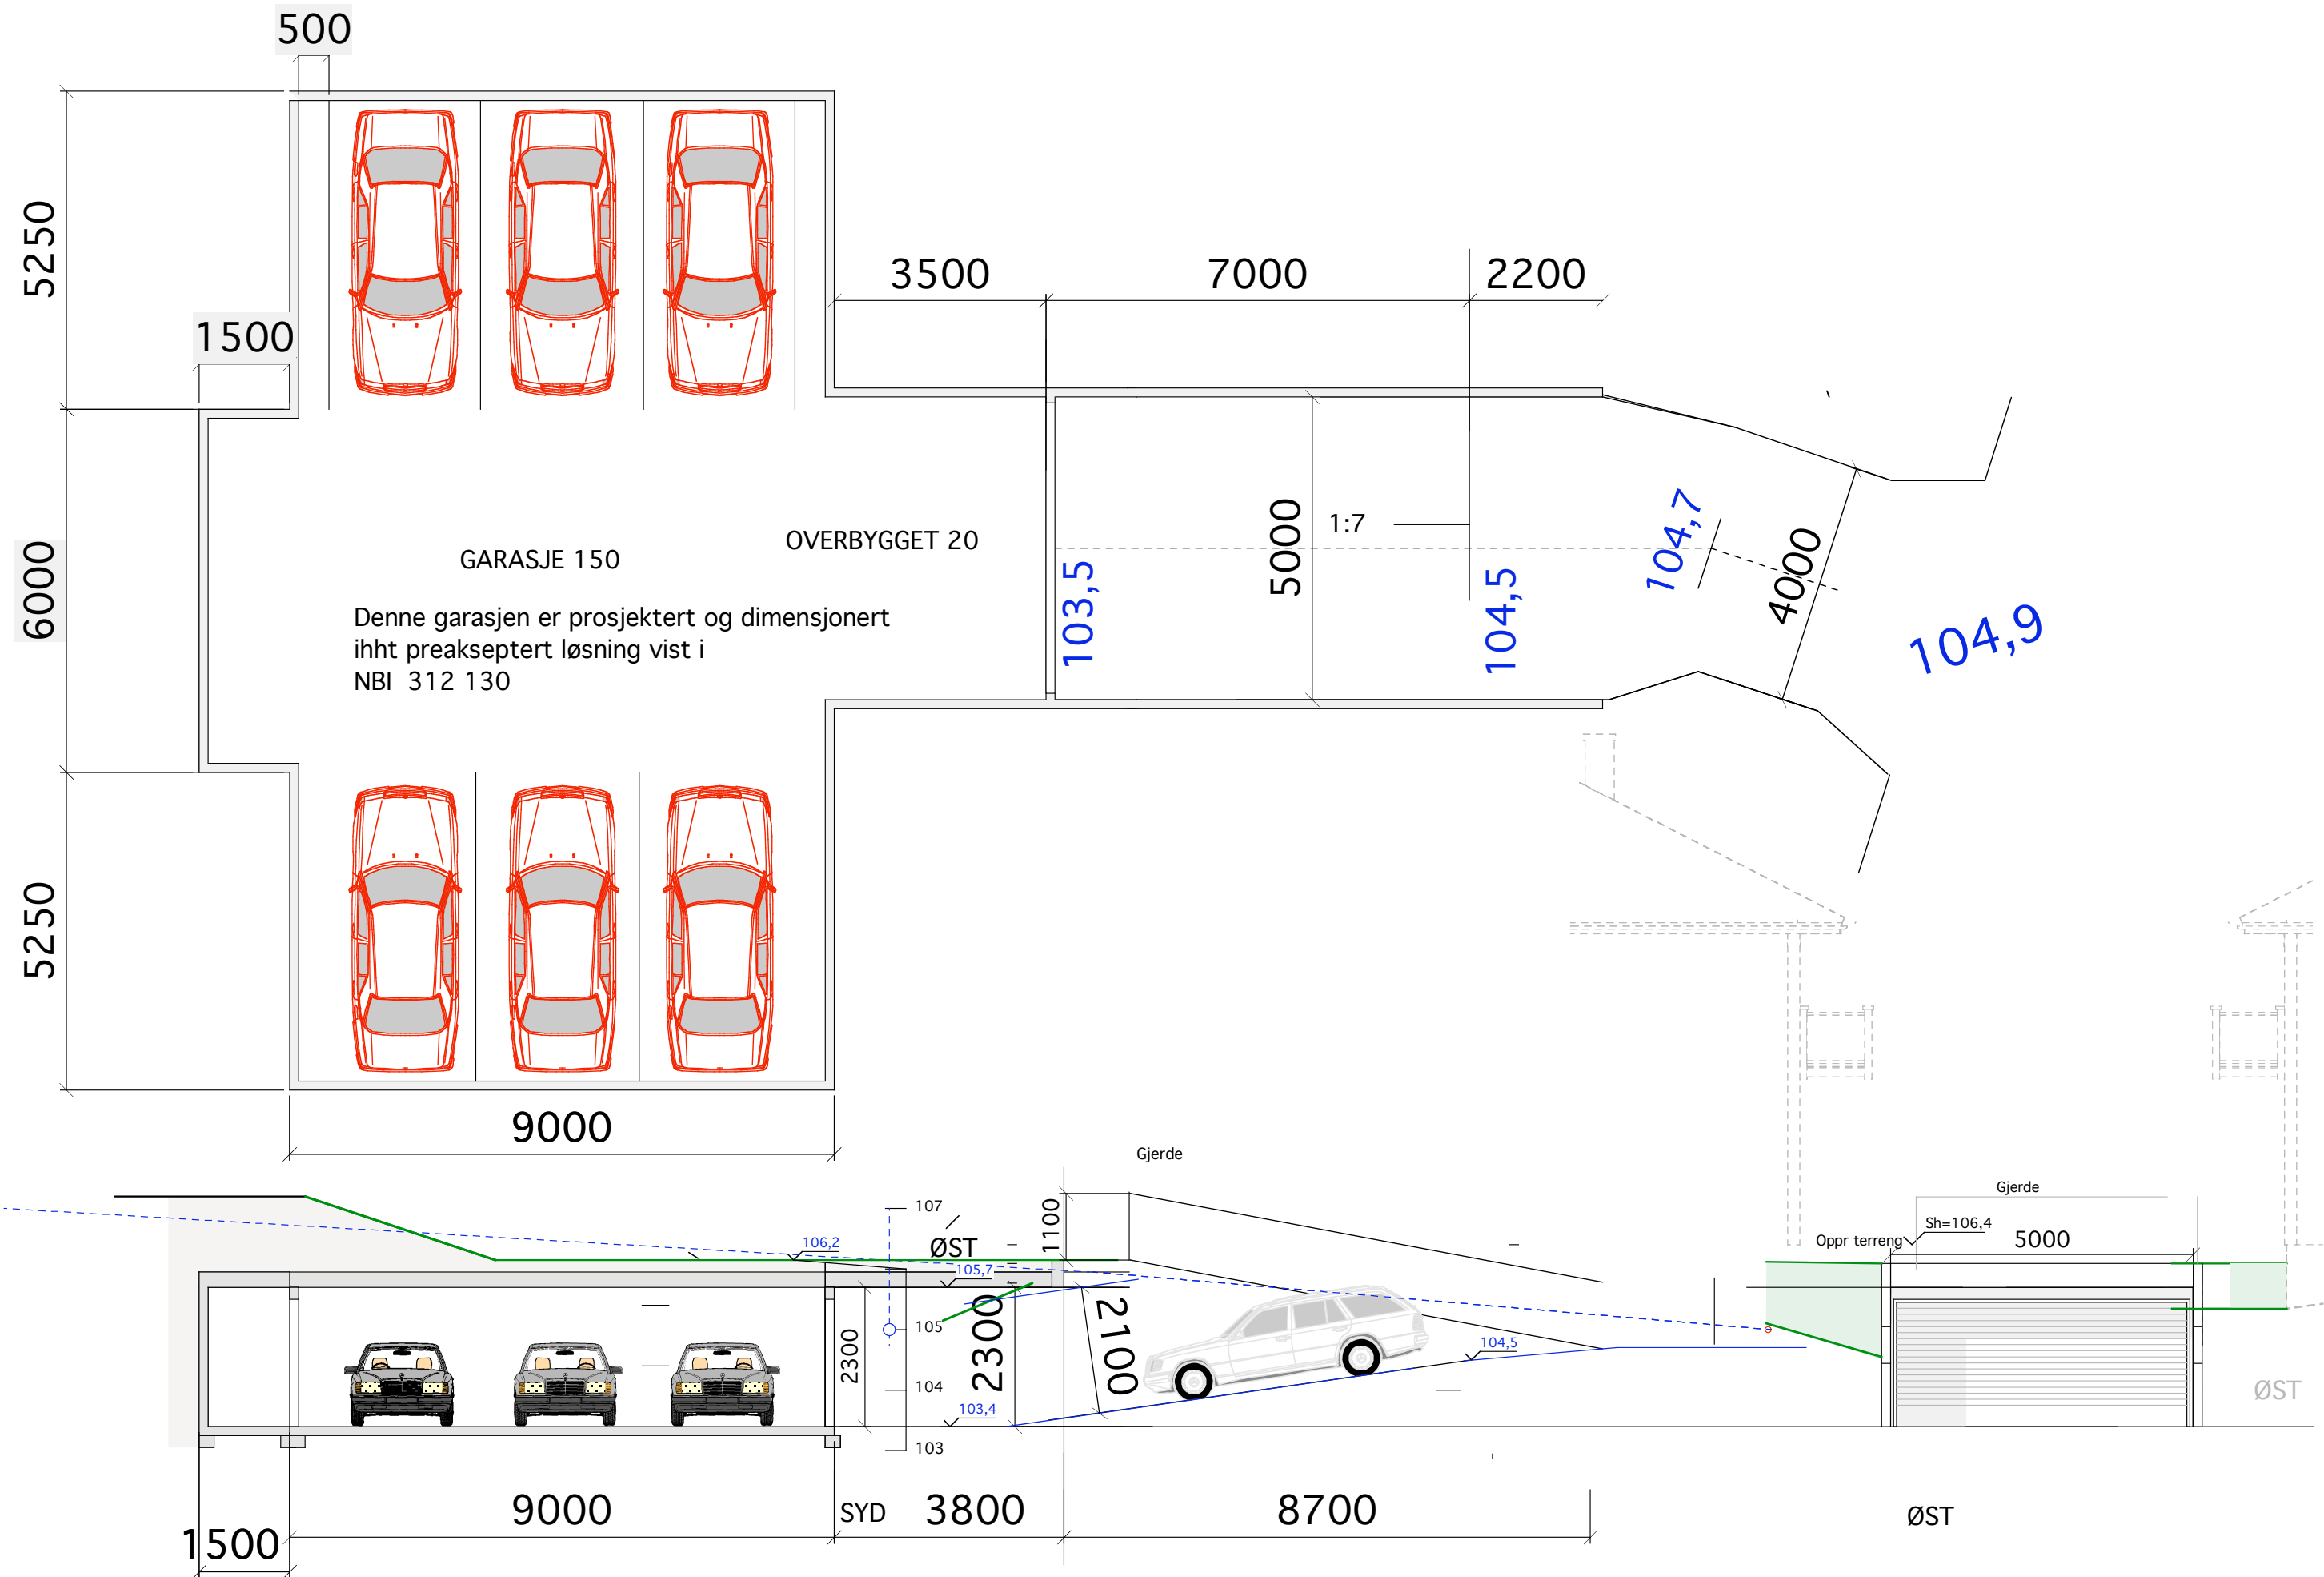 500
5250
1500
3500
7000
2200
6000
GARASJE 150
OVERBYGGET 20
1:7
5000
103,5
104,5
104,7
4000
104,9
Denne garasjen er prosjektert og dimensjonert
ihht preakseptert løsning vist i
NBI 312 130
5250
9000
Gjerde
Gjerde
107
1100
106,2
ØST
Oppr terreng
Sh=106,4
5000
105,7
105
2300
2300
2100
104,5
104
103,4
103
ØST
9000
SYD
3800
8700
ØST
1500